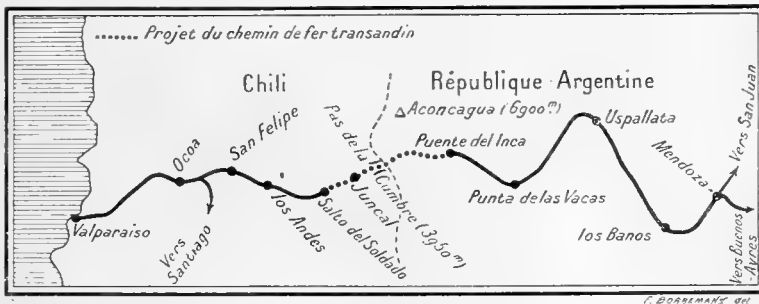 Projet du chemin de fer transandin
Chili
République Argentine
Aconcagua (6900m)
Pas de la Cumbre (3950m)
Valparaiso
Ocoa
Vers Santiago
San Felipe
los Andes
Salto del Soldado
Juncal
Puente del Inca
Punta de las Vacas
Uspallata
los Banos
Mendoza
Vers San Juan
Vers Buenos
-Ayres
F. BORREMANT del